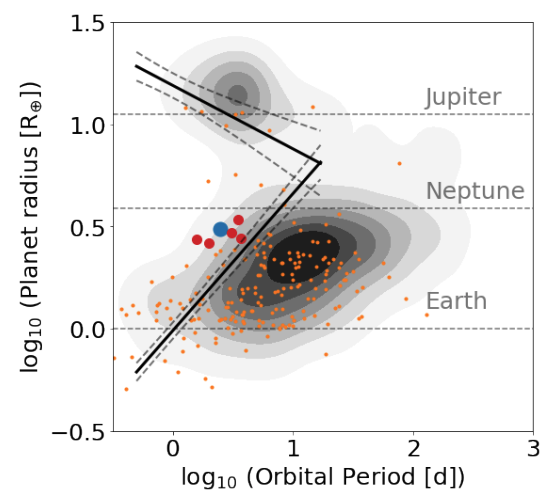 1.5
1.0
0.5
0.0
−0.5
log₁₀ (Planet radius [R⊕])
Jupiter
Neptune
Earth
0
1
2
3
log₁₀ (Orbital Period [d])